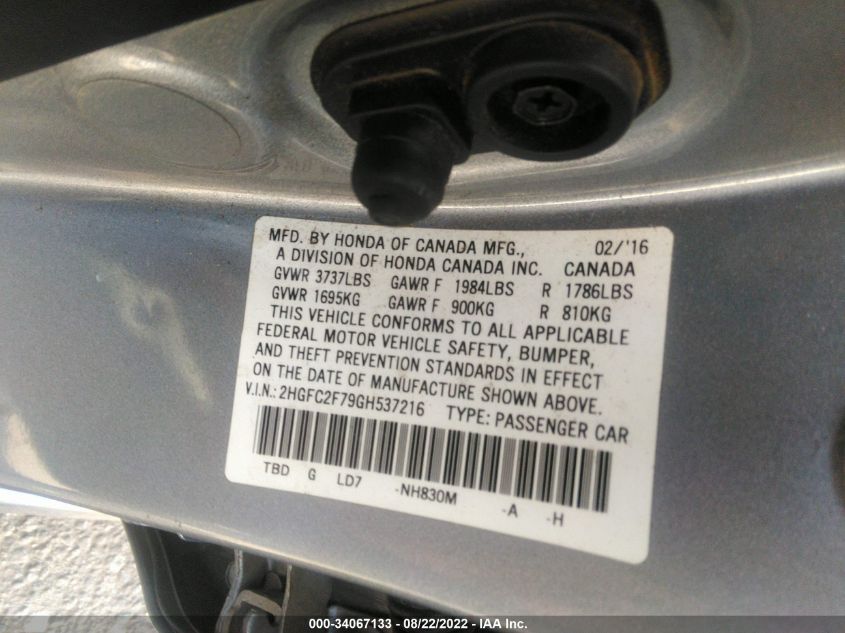 MFD. BY HONDA OF CANADA MFG., 02/'16
A DIVISION OF HONDA CANADA INC. CANADA
GVWR 3737LBS GAWR F 1984LBS R 1786LBS
GVWR 1695KG GAWR F 900KG R 810KG
THIS VEHICLE CONFORMS TO ALL APPLICABLE
FEDERAL MOTOR VEHICLE SAFETY, BUMPER,
AND THEFT PREVENTION STANDARDS IN EFFECT
ON THE DATE OF MANUFACTURE SHOWN ABOVE.
V.I.N.: 2HGFC2F79GH537216 TYPE: PASSENGER CAR
TBD G LD7 -NH830M -A -H
000-34067133 - 08/22/2022 - IAA Inc.